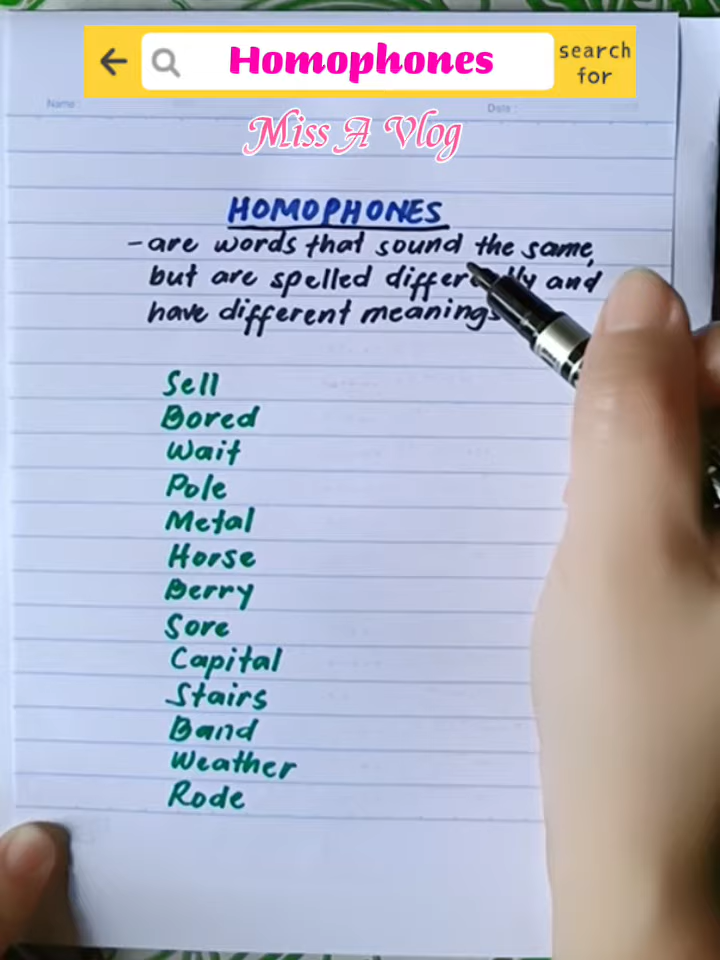 Homophones
search
for
Name :
Date :
Miss A Vlog
HOMOPHONES
- are words that sound the same,
but are spelled differently and
have different meanings
Sell
Bored
Wait
Pole
Metal
Horse
Berry
Sore
Capital
Stairs
Band
Weather
Rode